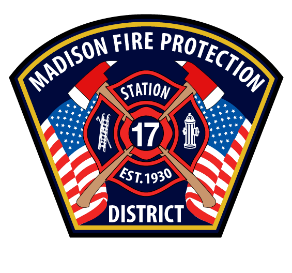 MADISON FIRE PROTECTION
STATION
17
EST. 1930
DISTRICT